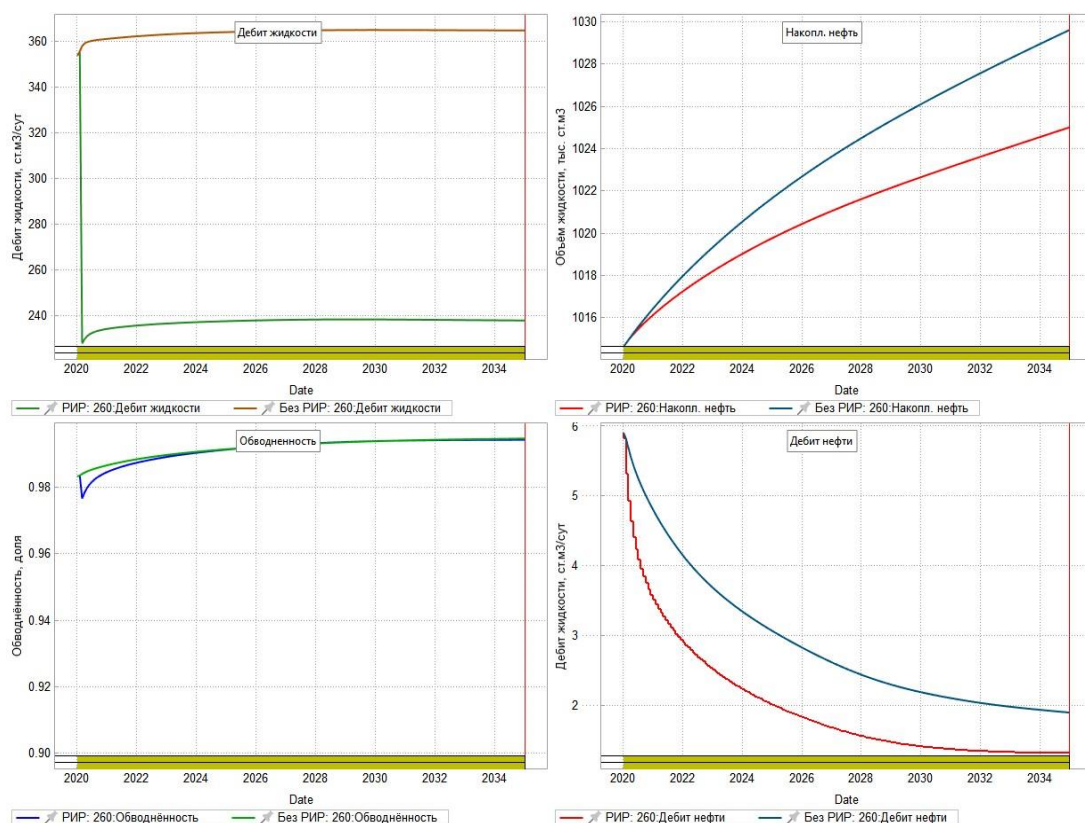 Дебит жидкости
Дебит жидкости, ст.м3/сут
360
340
320
300
280
260
240
2020 2022 2024 2026 2028 2030 2032 2034
Date
РИР: 260:Дебит жидкости Без РИР: 260:Дебит жидкости
Накопл. нефть
Объём жидкости, тыс. ст.м3
1030
1028
1026
1024
1022
1020
1018
1016
2020 2022 2024 2026 2028 2030 2032 2034
Date
РИР: 260:Накопл. нефть Без РИР: 260:Накопл. нефть
Обводненность
Обводнённость, доля
0.98
0.96
0.94
0.92
0.90
2020 2022 2024 2026 2028 2030 2032 2034
Date
РИР: 260:Обводнённость Без РИР: 260:Обводнённость
Дебит нефти
Дебит жидкости, ст.м3/сут
6
5
4
3
2
2020 2022 2024 2026 2028 2030 2032 2034
Date
РИР: 260:Дебит нефти Без РИР: 260:Дебит нефти